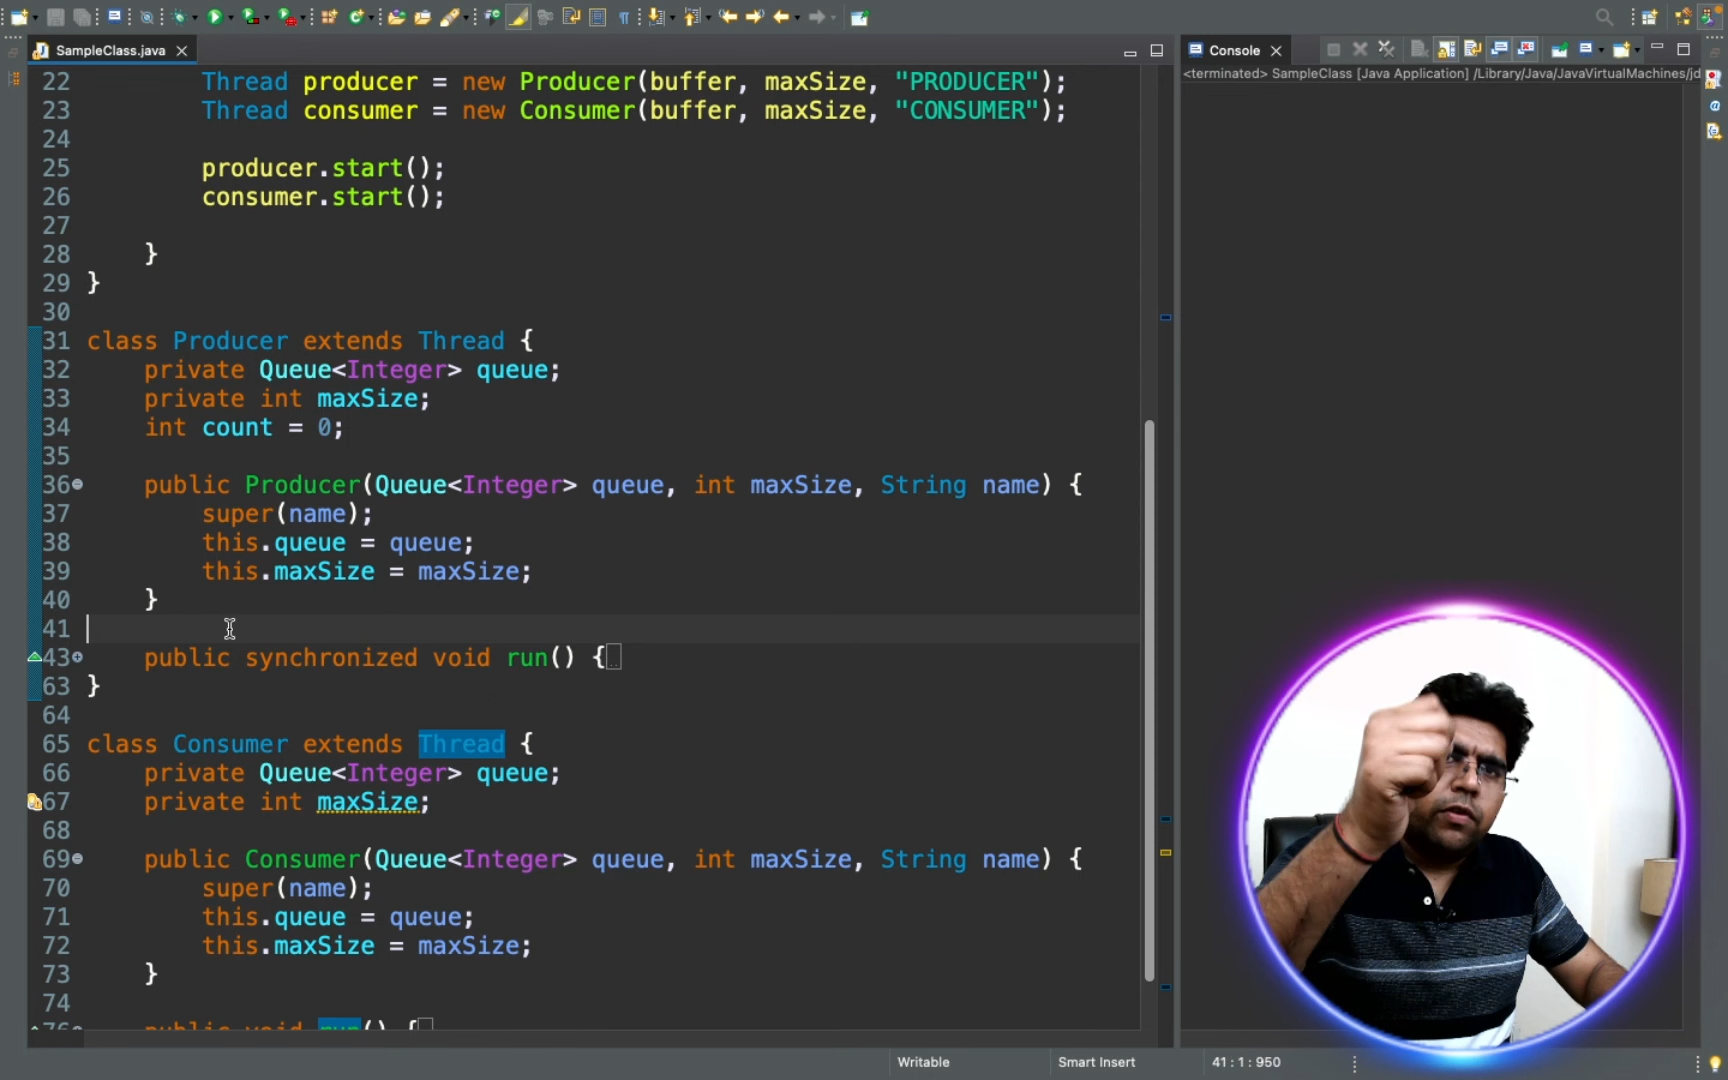 SampleClass.java
Console
<terminated> SampleClass [Java Application] /Library/Java/JavaVirtualMachines/jd
22 Thread producer = new Producer(buffer, maxSize, "PRODUCER");
23 Thread consumer = new Consumer(buffer, maxSize, "CONSUMER");
24
25 producer.start();
26 consumer.start();
27
28 }
29 }
30
31 class Producer extends Thread {
32 private Queue<Integer> queue;
33 private int maxSize;
34 int count = 0;
35
36 public Producer(Queue<Integer> queue, int maxSize, String name) {
37 super(name);
38 this.queue = queue;
39 this.maxSize = maxSize;
40 }
41
43 public synchronized void run() {
63 }
64
65 class Consumer extends Thread {
66 private Queue<Integer> queue;
67 private int maxSize;
68
69 public Consumer(Queue<Integer> queue, int maxSize, String name) {
70 super(name);
71 this.queue = queue;
72 this.maxSize = maxSize;
73 }
74
76 public void run() {
Writable
Smart Insert
41 : 1 : 950